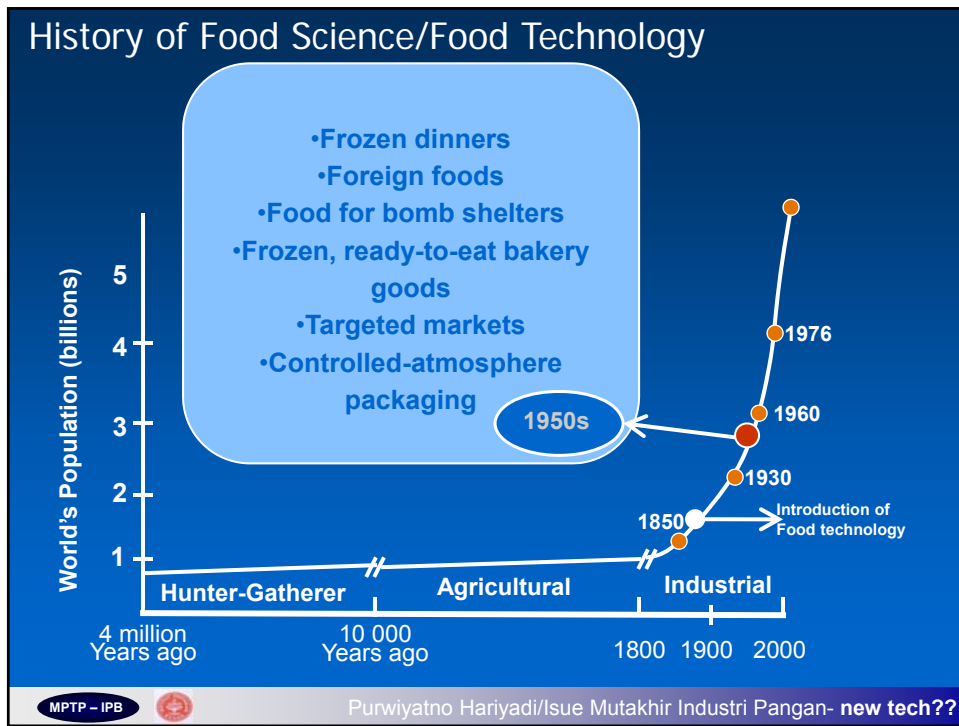 History of Food Science/Food Technology
•Frozen dinners
•Foreign foods
•Food for bomb shelters
•Frozen, ready-to-eat bakery
goods
•Targeted markets
•Controlled-atmosphere
packaging
1950s
World's Population (billions)
5
4
3
2
1
1976
1960
1930
1850
Introduction of
Food technology
Hunter-Gatherer
Agricultural
Industrial
4 million
Years ago
10 000
Years ago
1800
1900
2000
MPTP – IPB
Purwiyatno Hariyadi/Isue Mutakhir Industri Pangan- new tech??